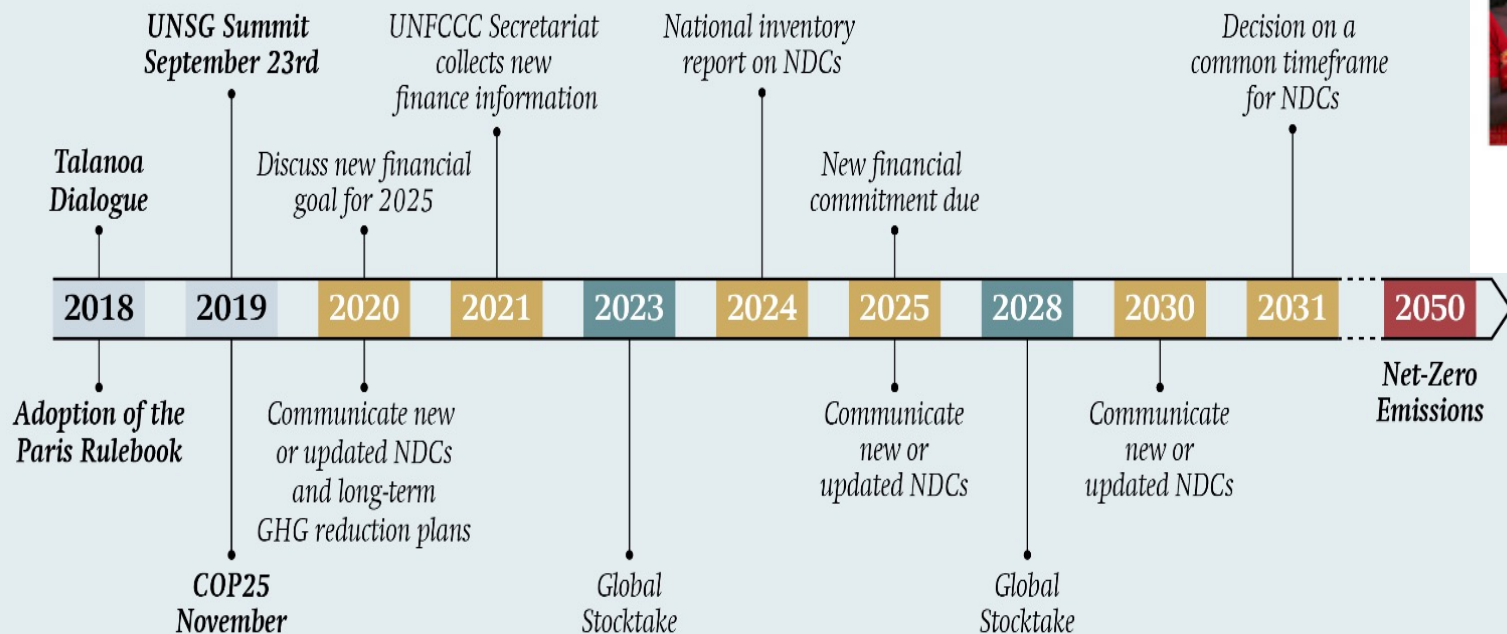 UNSG Summit
September 23rd
UNFCCC Secretariat
collects new
finance information
National inventory
report on NDCs
Decision on a
common timeframe
for NDCs
Talanoa
Dialogue
Discuss new financial
goal for 2025
New financial
commitment due
2018 2019 2020 2021 2023 2024 2025 2028 2030 2031 2050
Adoption of the
Paris Rulebook
Communicate new
or updated NDCs
and long-term
GHG reduction plans
Communicate
new or
updated NDCs
Communicate
new or
updated NDCs
Net-Zero
Emissions
COP25
November
Global
Stocktake
Global
Stocktake